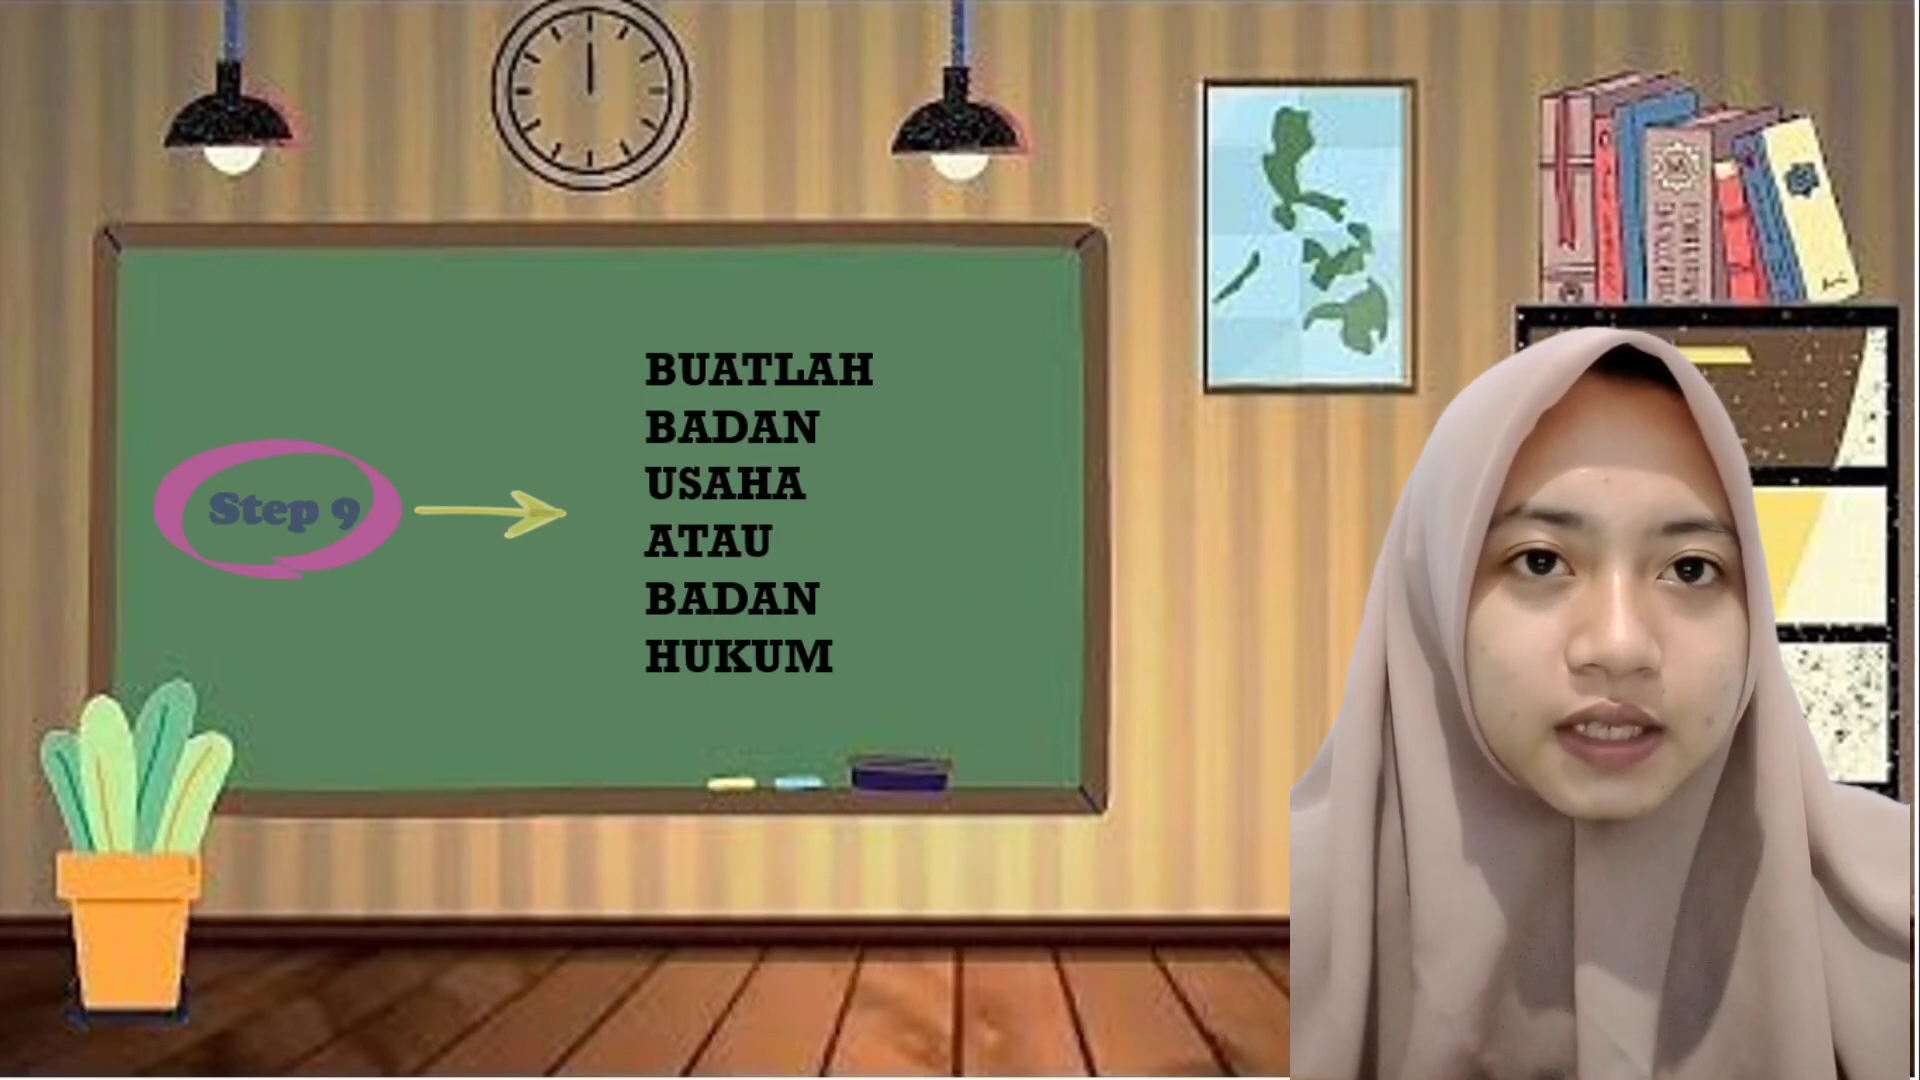 Step 9
BUATLAH
BADAN
USAHA
ATAU
BADAN
HUKUM